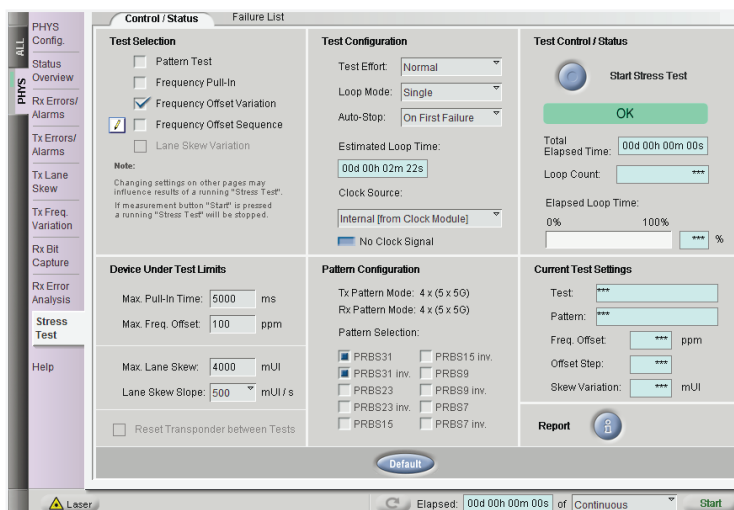 ALL
PHYS
PHYS Config.
Status Overview
Rx Errors/ Alarms
Tx Errors/ Alarms
Tx Lane Skew
Tx Freq. Variation
Rx Bit Capture
Rx Error Analysis
Stress Test
Help
Control / Status
Failure List
Test Selection
Pattern Test
Frequency Pull-In
Frequency Offset Variation
Frequency Offset Sequence
Lane Skew Variation
Note:
Changing settings on other pages may
influence results of a running "Stress Test".
If measurement button "Start" is pressed
a running "Stress Test" will be stopped.
Test Configuration
Test Effort: Normal
Loop Mode: Single
Auto-Stop: On First Failure
Estimated Loop Time:
00d 00h 02m 22s
Clock Source:
Internal [from Clock Module]
No Clock Signal
Test Control / Status
Start Stress Test
OK
Total
Elapsed Time: 00d 00h 00m 00s
Loop Count: ***
Elapsed Loop Time:
0% 100%
*** %
Device Under Test Limits
Max. Pull-In Time: 5000 ms
Max. Freq. Offset: 100 ppm
Max. Lane Skew: 4000 mUI
Lane Skew Slope: 500 mUI / s
Reset Transponder between Tests
Pattern Configuration
Tx Pattern Mode: 4 x (5 x 5G)
Rx Pattern Mode: 4 x (5 x 5G)
Pattern Selection:
PRBS31 PRBS15 inv.
PRBS31 inv. PRBS9
PRBS23 PRBS9 inv.
PRBS23 inv. PRBS7
PRBS15 PRBS7 inv.
Current Test Settings
Test: ***
Pattern: ***
Freq. Offset: *** ppm
Offset Step: ***
Skew Variation: *** mUI
Report
Default
Laser
Elapsed: 00d 00h 00m 00s of Continuous
Start